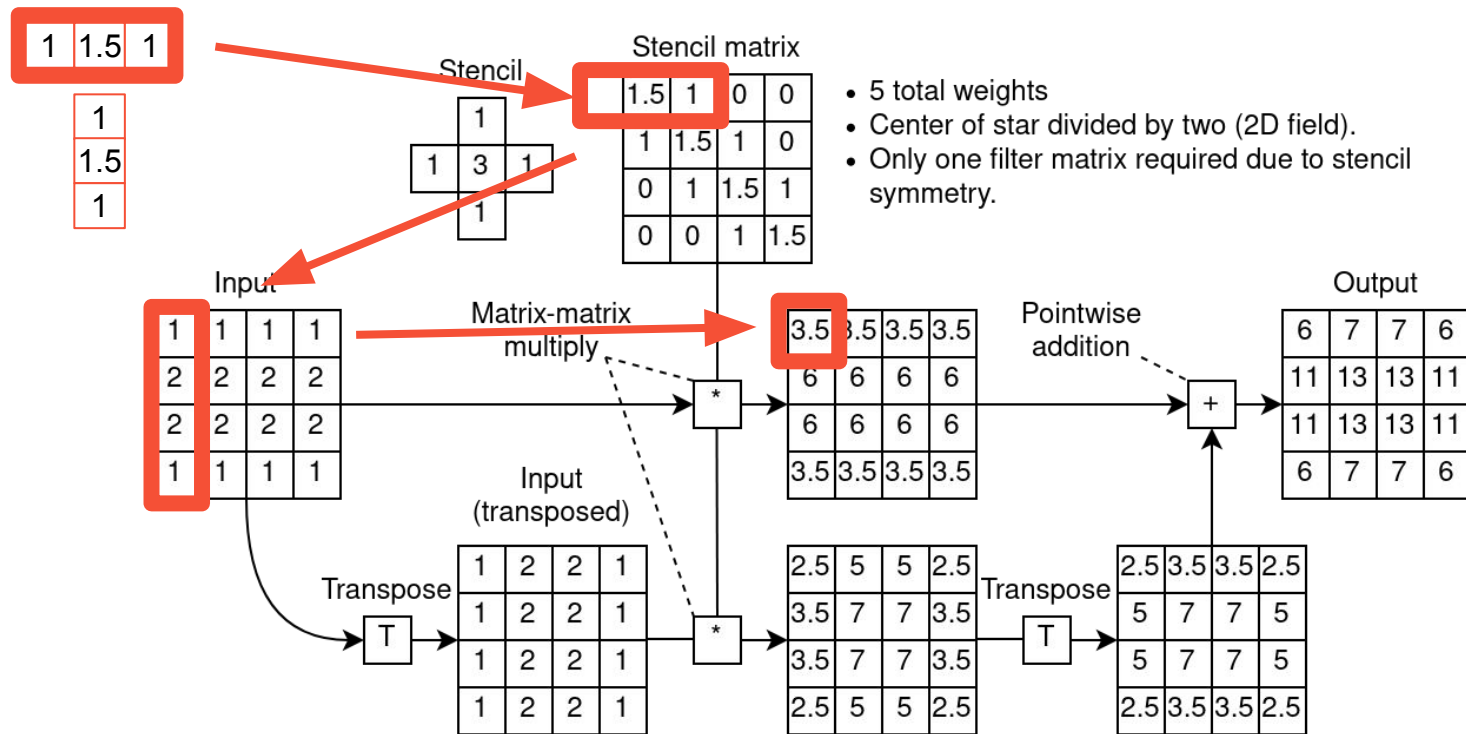 1 1.5 1
1
1.5
1
Stencil
1
1 3 1
1
Stencil matrix
1.5 1 0 0
1 1.5 1 0
0 1 1.5 1
0 0 1 1.5
• 5 total weights
• Center of star divided by two (2D field).
• Only one filter matrix required due to stencil
symmetry.
Input
1 1 1 1
2 2 2 2
2 2 2 2
1 1 1 1
Matrix-matrix
multiply
*
3.5 3.5 3.5 3.5
6 6 6 6
6 6 6 6
3.5 3.5 3.5 3.5
Pointwise
addition
+
Output
6 7 7 6
11 13 13 11
11 13 13 11
6 7 7 6
Transpose
T
Input
(transposed)
1 2 2 1
1 2 2 1
1 2 2 1
1 2 2 1
*
2.5 5 5 2.5
3.5 7 7 3.5
3.5 7 7 3.5
2.5 5 5 2.5
Transpose
T
2.5 3.5 3.5 2.5
5 7 7 5
5 7 7 5
2.5 3.5 3.5 2.5